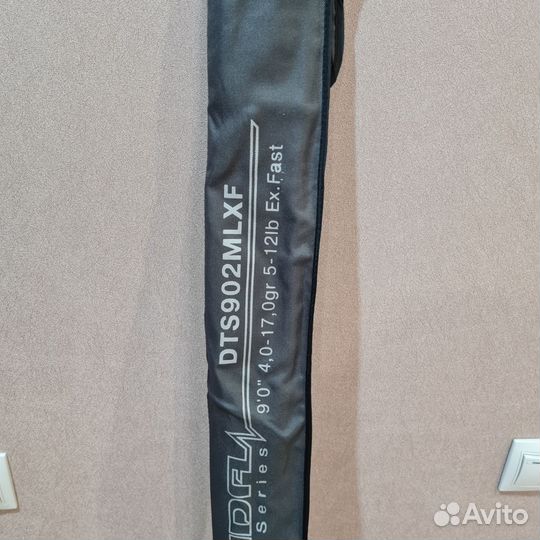 DTS902MLXF
Series 9'0" 4,0-17,0gr 5-12lb Ex.Fast
Avito